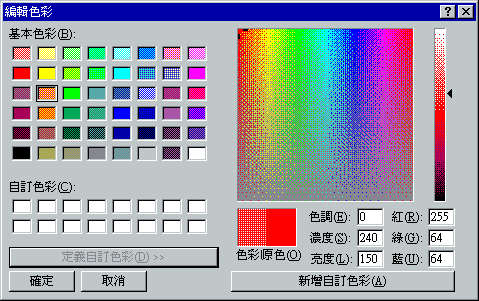 編輯色彩
基本色彩(B):
自訂色彩(C):
定義自訂色彩(D) >>
確定 取消
色彩|原色(O)
色調(E): 0 紅(R): 255
濃度(S): 240 綠(G): 64
亮度(L): 150 藍(U): 64
新增自訂色彩(A)